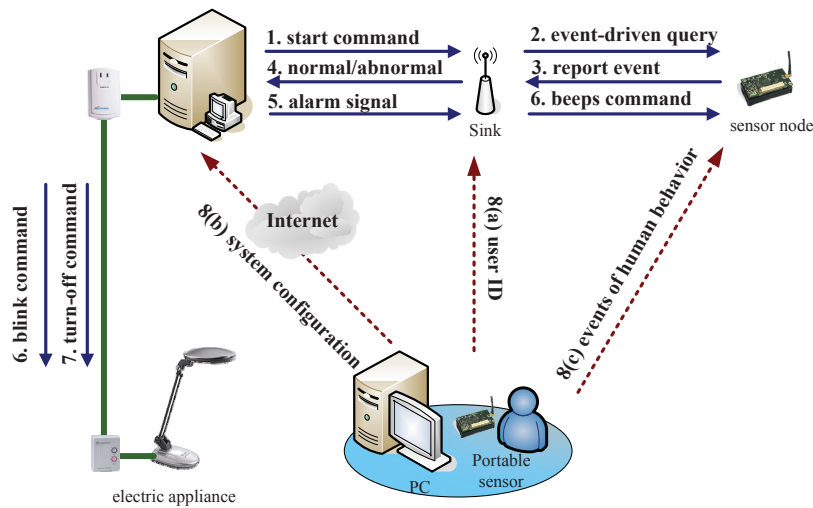 1. start command
4. normal/abnormal
5. alarm signal
2. event-driven query
3. report event
6. beeps command
Sink
sensor node
Internet
8(b) system configuration
8(a) user ID
8(c) events of human behavior
6. blink command
7. turn-off command
electric appliance
PC
Portable
sensor